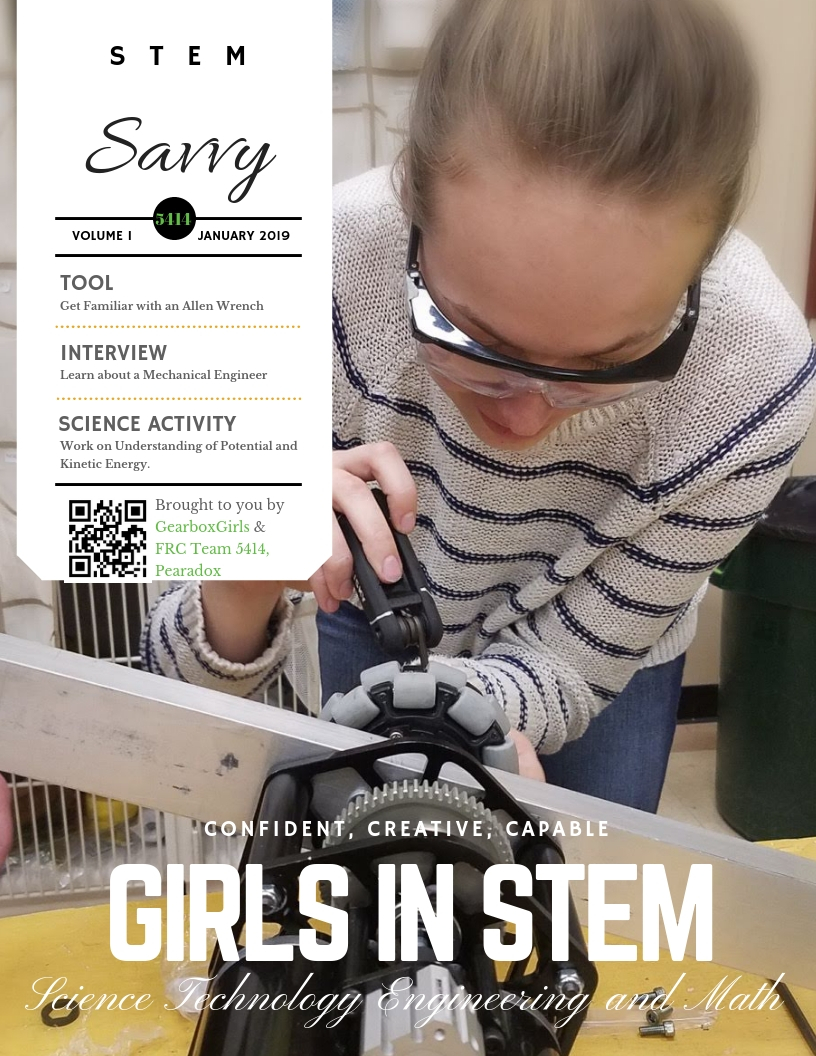 STEM
Savvy
5414
VOLUME 1 JANUARY 2019
TOOL
Get Familiar with an Allen Wrench
INTERVIEW
Learn about a Mechanical Engineer
SCIENCE ACTIVITY
Work on Understanding of Potential and
Kinetic Energy.
Brought to you by
GearboxGirls &
FRC Team 5414,
Pearadox
CONFIDENT, CREATIVE, CAPABLE
GIRLS IN STEM
Science Technology Engineering and Math